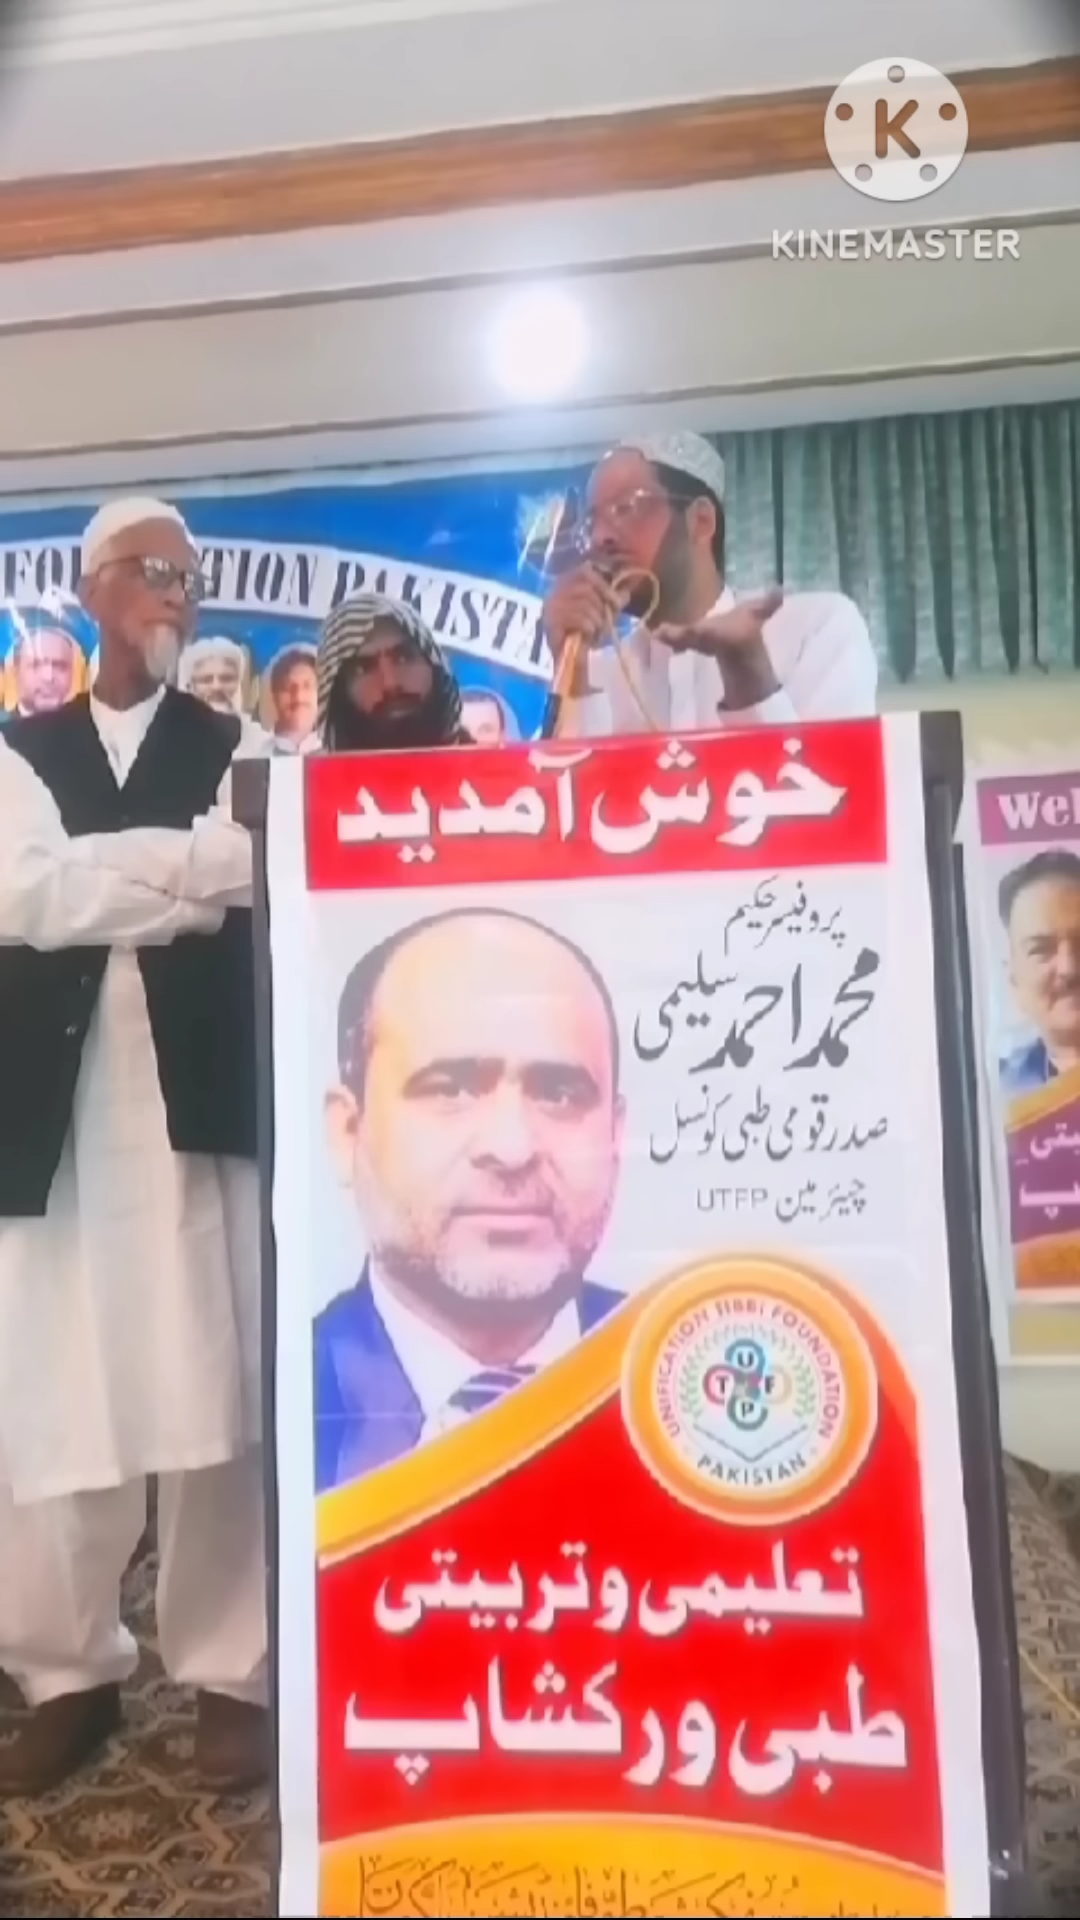 KINEMASTER
FOUNDATION PAKISTAN
خوش آمدید
Wel
پروفیسر حکیم
محمد احمد سلیمی
صدر قومی طبی کونسل
چیئرمین UTFP
UNIFICATION TIBBI FOUNDATION
U
T F
P
PAKISTAN
تعلیمی و تربیتی
طبی ورکشاپ